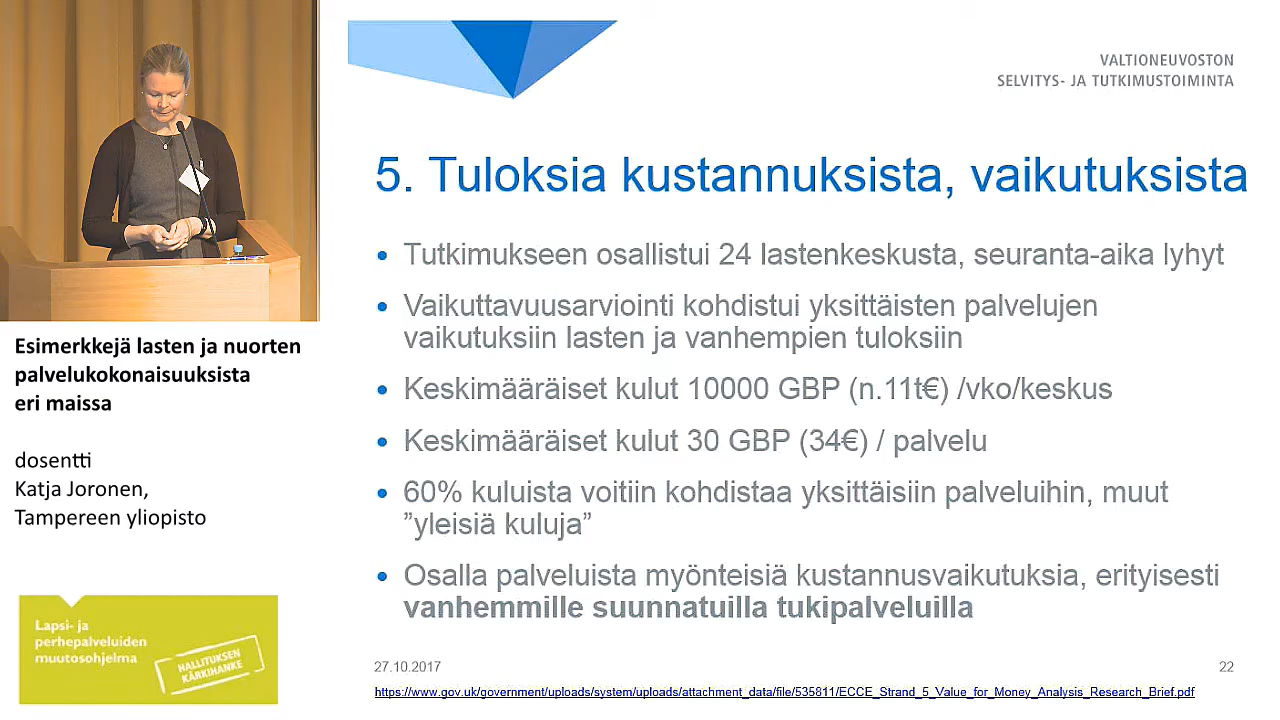 VALTIONEUVOSTON
SELVITYS- JA TUTKIMUSTOIMINTA
5. Tuloksia kustannuksista, vaikutuksista
• Tutkimukseen osallistui 24 lastenkeskusta, seuranta-aika lyhyt
• Vaikuttavuusarviointi kohdistui yksittäisten palvelujen
vaikutuksiin lasten ja vanhempien tuloksiin
• Keskimääräiset kulut 10000 GBP (n.11t€) /vko/keskus
• Keskimääräiset kulut 30 GBP (34€) / palvelu
• 60% kuluista voitiin kohdistaa yksittäisiin palveluihin, muut
”yleisiä kuluja”
• Osalla palveluista myönteisiä kustannusvaikutuksia, erityisesti
vanhemmille suunnatuilla tukipalveluilla
27.10.2017
22
https://www.gov.uk/government/uploads/system/uploads/attachment_data/file/535811/ECCE_Strand_5_Value_for_Money_Analysis_Research_Brief.pdf
Esimerkkejä lasten ja nuorten
palvelukokonaisuuksista
eri maissa
dosentti
Katja Joronen,
Tampereen yliopisto
Lapsi- ja
perhepalveluiden
muutosohjelma
HALLITUKSEN
KÄRKIHANKE